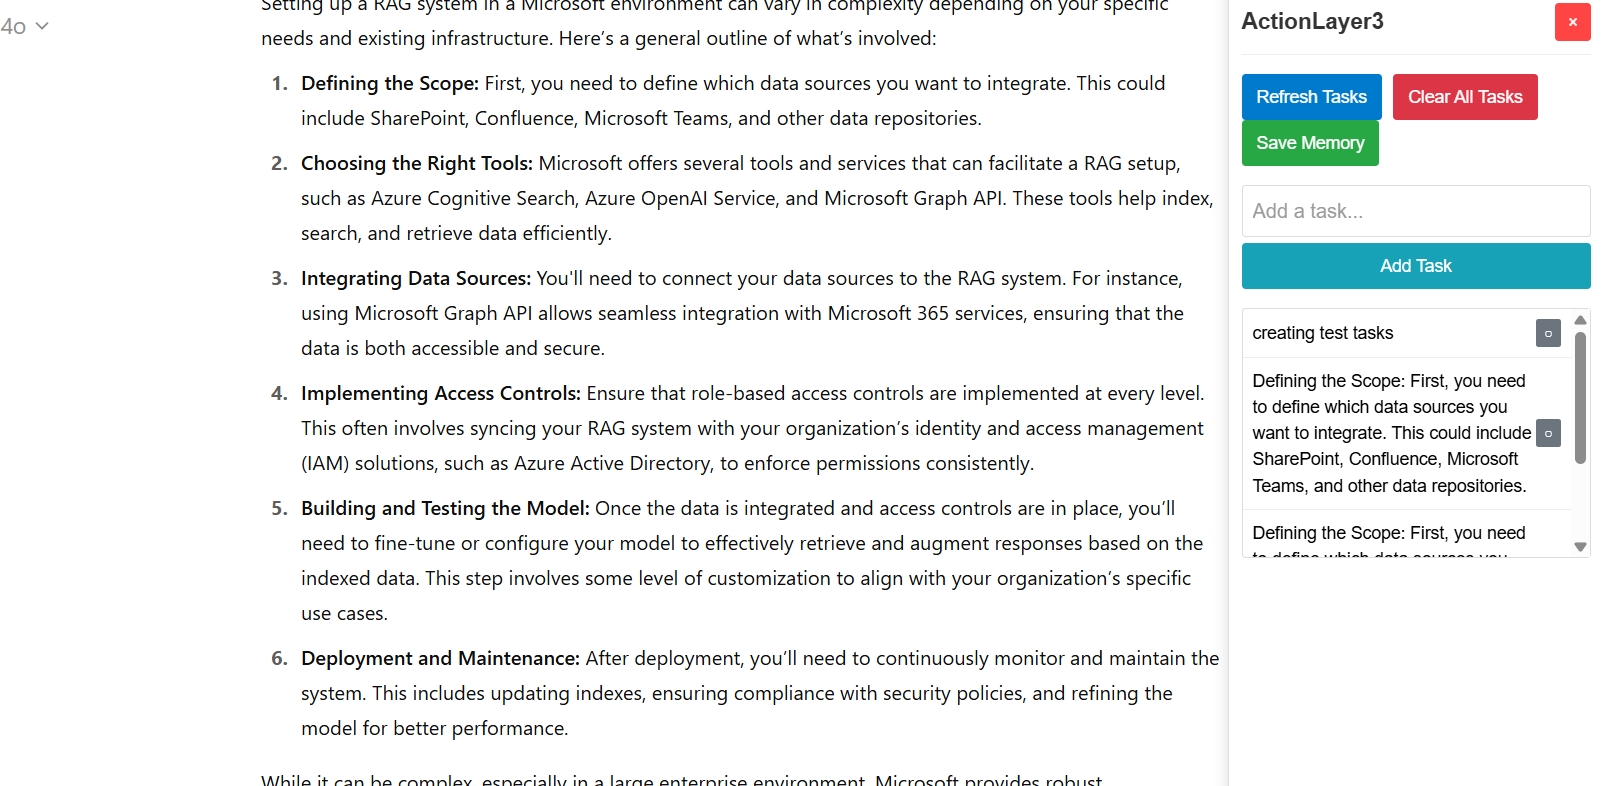 4o
Setting up a RAG system in a Microsoft environment can vary in complexity depending on your specific
needs and existing infrastructure. Here’s a general outline of what’s involved:
1. Defining the Scope: First, you need to define which data sources you want to integrate. This could
include SharePoint, Confluence, Microsoft Teams, and other data repositories.
2. Choosing the Right Tools: Microsoft offers several tools and services that can facilitate a RAG setup,
such as Azure Cognitive Search, Azure OpenAI Service, and Microsoft Graph API. These tools help index,
search, and retrieve data efficiently.
3. Integrating Data Sources: You'll need to connect your data sources to the RAG system. For instance,
using Microsoft Graph API allows seamless integration with Microsoft 365 services, ensuring that the
data is both accessible and secure.
4. Implementing Access Controls: Ensure that role-based access controls are implemented at every level.
This often involves syncing your RAG system with your organization’s identity and access management
(IAM) solutions, such as Azure Active Directory, to enforce permissions consistently.
5. Building and Testing the Model: Once the data is integrated and access controls are in place, you’ll
need to fine-tune or configure your model to effectively retrieve and augment responses based on the
indexed data. This step involves some level of customization to align with your organization’s specific
use cases.
6. Deployment and Maintenance: After deployment, you’ll need to continuously monitor and maintain the
system. This includes updating indexes, ensuring compliance with security policies, and refining the
model for better performance.
While it can be complex, especially in a large enterprise environment, Microsoft provides robust
ActionLayer3
×
Refresh Tasks
Clear All Tasks
Save Memory
Add a task...
Add Task
creating test tasks
Defining the Scope: First, you need
to define which data sources you
want to integrate. This could include
SharePoint, Confluence, Microsoft
Teams, and other data repositories.
Defining the Scope: First, you need
to define which data sources you